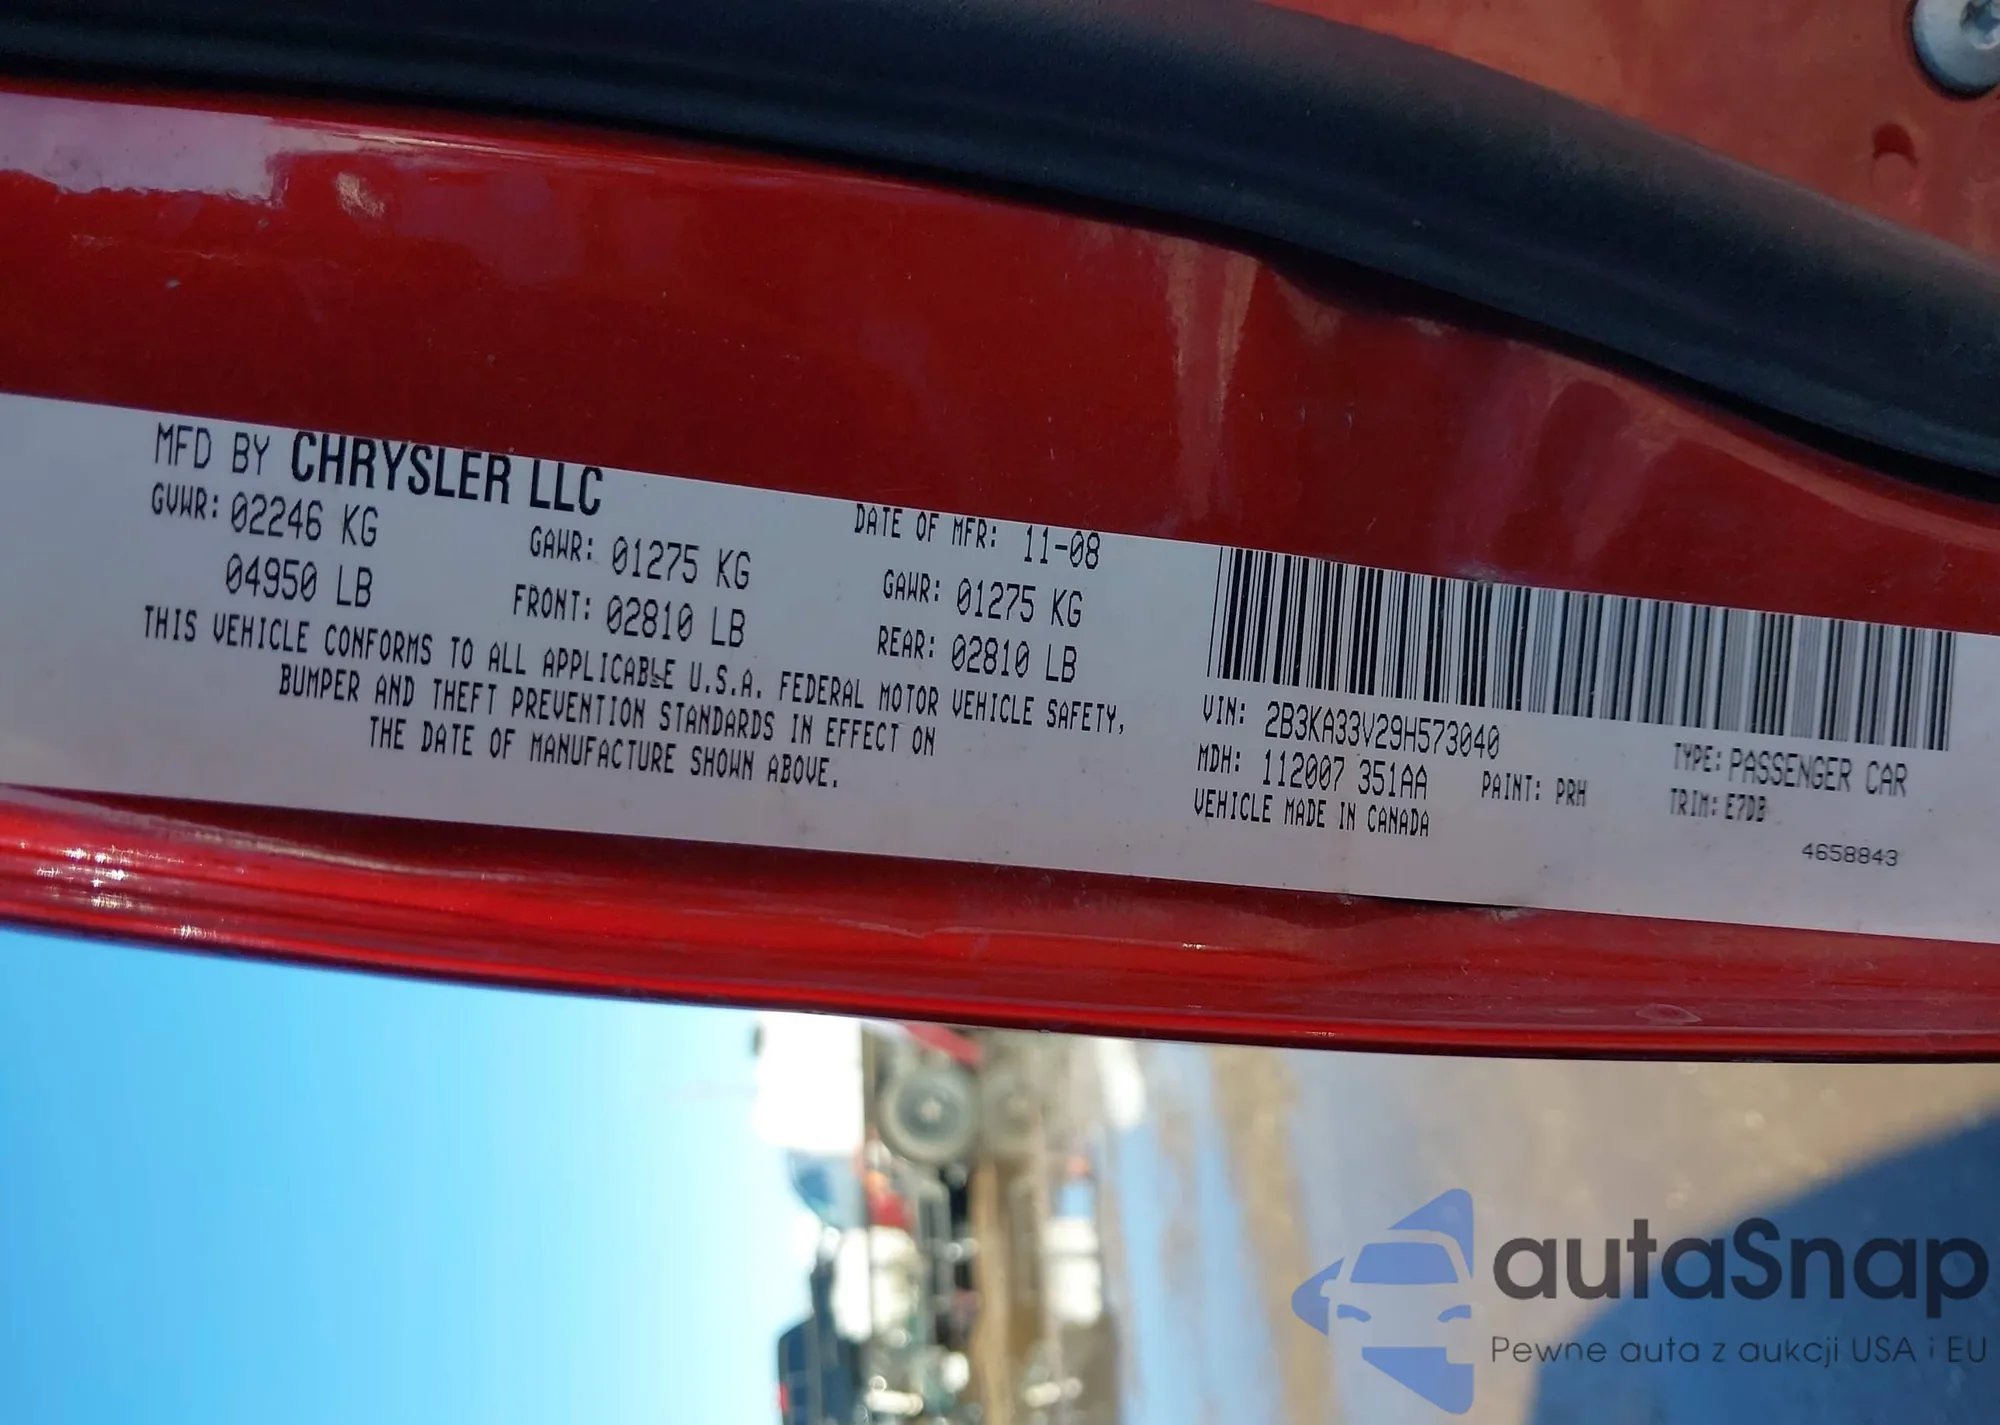 MFD BY CHRYSLER LLC
DATE OF MFR: 11-08
GVWR: 02246 KG
04950 LB
GAWR: 01275 KG
FRONT: 02810 LB
GAWR: 01275 KG
REAR: 02810 LB
THIS VEHICLE CONFORMS TO ALL APPLICABLE U.S.A. FEDERAL MOTOR VEHICLE SAFETY,
BUMPER AND THEFT PREVENTION STANDARDS IN EFFECT ON
THE DATE OF MANUFACTURE SHOWN ABOVE.
VIN: 2B3KA33V29H573040
TYPE: PASSENGER CAR
MDH: 112007 351AA
PAINT: PRH
TRIM: E7DB
VEHICLE MADE IN CANADA
4658843
autaSnap
Pewne auta z aukcji USA i EU